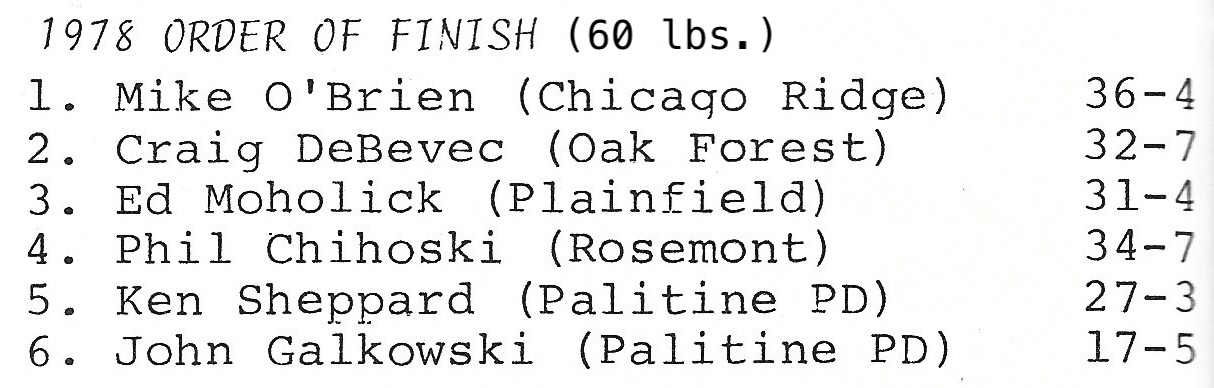 1978 ORDER OF FINISH (60 lbs.)
1. Mike O'Brien (Chicago Ridge) 36-4
2. Craig DeBevec (Oak Forest) 32-7
3. Ed Moholick (Plainfield) 31-4
4. Phil Chihoski (Rosemont) 34-7
5. Ken Sheppard (Palitine PD) 27-3
6. John Galkowski (Palitine PD) 17-5